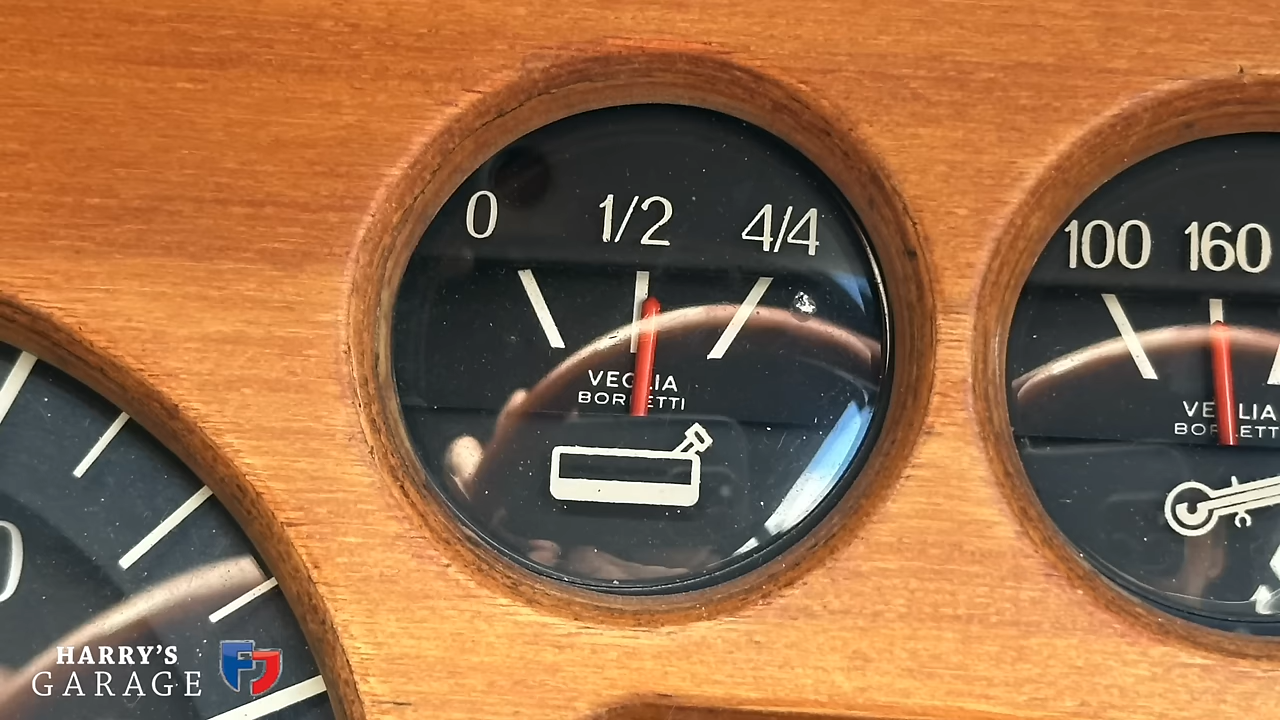 0 1/2 4/4
VEGLIA
BORLETTI
100 160
VEGLIA
BORLETTI
HARRY'S
GARAGE